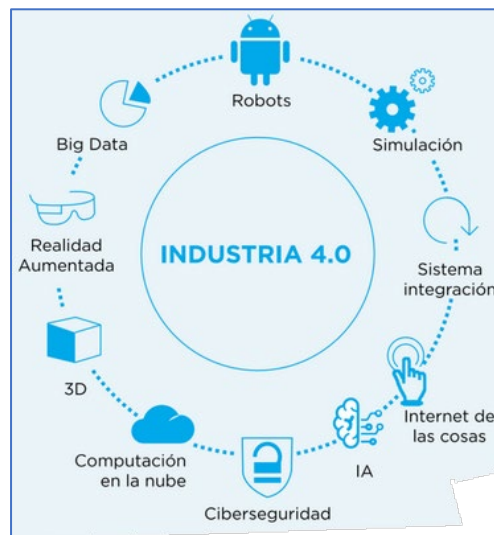 Robots
Simulación
Sistema
integración
Internet de
las cosas
IA
Ciberseguridad
Computación
en la nube
3D
Realidad
Aumentada
Big Data
INDUSTRIA 4.0